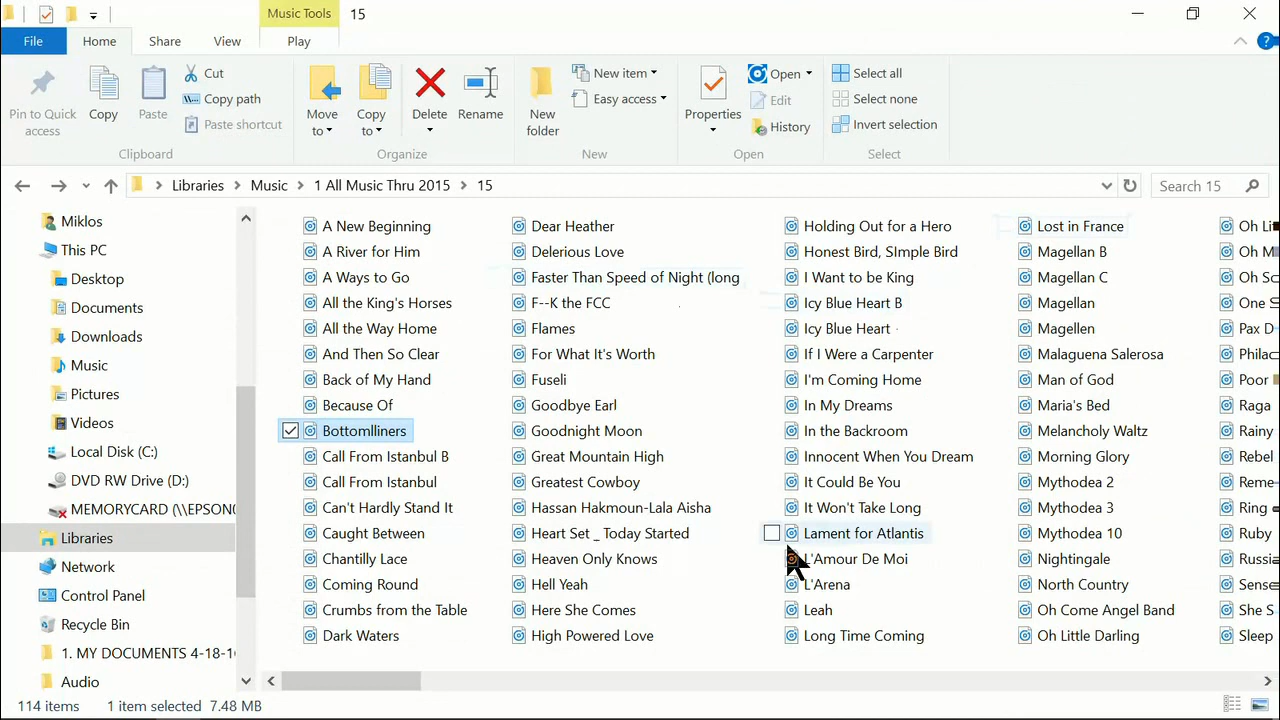 Music Tools
15
File
Home
Share
View
Play
Pin to Quick access
Copy
Paste
Cut
Copy path
Paste shortcut
Clipboard
Move to
Copy to
Delete
Rename
Organize
New folder
New item
Easy access
New
Properties
Open
Edit
History
Open
Select all
Select none
Invert selection
Select
Libraries
Music
1 All Music Thru 2015
15
Search 15
Miklos
This PC
Desktop
Documents
Downloads
Music
Pictures
Videos
Local Disk (C:)
DVD RW Drive (D:)
MEMORYCARD (\\EPSON
Libraries
Network
Control Panel
Recycle Bin
1. MY DOCUMENTS 4-18-1
Audio
A New Beginning
A River for Him
A Ways to Go
All the King's Horses
All the Way Home
And Then So Clear
Back of My Hand
Because Of
Bottomlliners
Call From Istanbul B
Call From Istanbul
Can't Hardly Stand It
Caught Between
Chantilly Lace
Coming Round
Crumbs from the Table
Dark Waters
Dear Heather
Delerious Love
Faster Than Speed of Night (long
F--K the FCC
Flames
For What It's Worth
Fuseli
Goodbye Earl
Goodnight Moon
Great Mountain High
Greatest Cowboy
Hassan Hakmoun-Lala Aisha
Heart Set _ Today Started
Heaven Only Knows
Hell Yeah
Here She Comes
High Powered Love
Holding Out for a Hero
Honest Bird, SImple Bird
I Want to be King
Icy Blue Heart B
Icy Blue Heart
If I Were a Carpenter
I'm Coming Home
In My Dreams
In the Backroom
Innocent When You Dream
It Could Be You
It Won't Take Long
Lament for Atlantis
L'Amour De Moi
L'Arena
Leah
Long Time Coming
Lost in France
Magellan B
Magellan C
Magellan
Magellen
Malaguena Salerosa
Man of God
Maria's Bed
Melancholy Waltz
Morning Glory
Mythodea 2
Mythodea 3
Mythodea 10
Nightingale
North Country
Oh Come Angel Band
Oh Little Darling
Oh Li
Oh M
Oh Sc
One S
Pax D
Philac
Poor
Raga
Rainy
Rebel
Reme
Ring
Ruby
Russia
Sense
She S
Sleep
114 items
1 item selected
7.48 MB